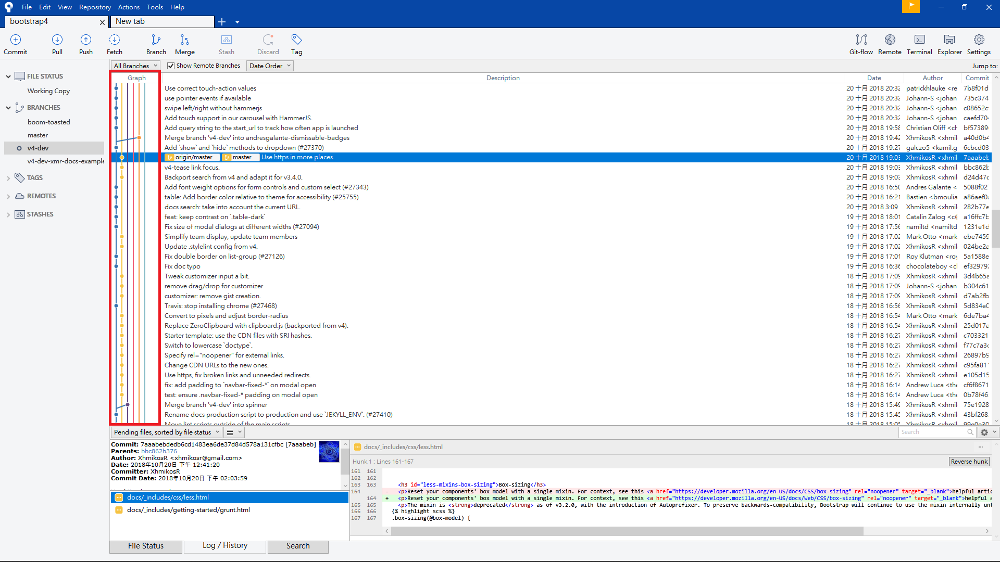 File Edit View Repository Actions Tools Help
bootstrap4 New tab
Commit Pull Push Fetch Branch Merge Stash Discard Tag Git-flow Remote Terminal Explorer Settings
All Branches Show Remote Branches Date Order Jump to:
FILE STATUS
Working Copy
BRANCHES
boom-toasted
master
v4-dev
v4-dev-xmr-docs-example
TAGS
REMOTES
STASHES
Graph Description Date Author Commit
Use correct touch-action values 20 十月 2018 20:32 patrickhlauke <re 7b8f01d
use pointer events if available 20 十月 2018 20:32 Johann-S <johan 735c374
swipe left/right without hammerjs 20 十月 2018 20:32 Johann-S <johan c08652c
Add touch support in our carousel with HammerJS. 20 十月 2018 20:32 Johann-S <johan caefd70
Add query string to the start_url to track how often app is launched 20 十月 2018 19:58 Christian Oliff <ch bf57389
Merge branch 'v4-dev' into andresgalante-dismissable-badges 20 十月 2018 19:42 Andres Galante < a40d0b4
Add `show` and `hide` methods to dropdown (#27370) 20 十月 2018 19:27 galczo5 <kamil.g 6cbcd03
origin/master master Use https in more places. 20 十月 2018 19:03 XhmikosR <xhmik 7aaabeb
v4-tease link focus. 20 十月 2018 19:03 XhmikosR <xhmik bbc862b
Backport search from v4 and adapt it for v3.4.0. 20 十月 2018 19:03 XhmikosR <xhmik d24d47c
Add font weight options for form controls and custom select (#27343) 20 十月 2018 16:50 Andres Galante < 5088f02
table: Add border color relative to theme for accessibility (#25755) 20 十月 2018 16:21 Bastien <bmoulia a86aef0
docs search: take into account the current URL. 20 十月 2018 3:09 XhmikosR <xhmik 282b77e
feat: keep contrast on `.table-dark` 19 十月 2018 18:01 Catalin Zalog <c@ a16ffc7b
Fix size of modal dialogs at different widths (#27094) 19 十月 2018 17:56 namiltd <namiltd 1231e1d
Simplify team display, update team members 19 十月 2018 17:02 Mark Otto <mark ebe7459
Update .stylelint config from v4. 19 十月 2018 17:02 XhmikosR <xhmik 024be2a
Fix double border on list-group (#27126) 19 十月 2018 17:01 Roy Klutman <roy 5a1588e
Fix doc typo 19 十月 2018 16:36 chocolateboy <cl ef32979
Tweak customizer input a bit. 18 十月 2018 17:09 XhmikosR <xhmik 3d4b65a
remove drag/drop for customizer 18 十月 2018 17:09 Johann-S <johan b304c61
customizer: remove gist creation. 18 十月 2018 17:09 XhmikosR <xhmik d7ab2fb
Travis: stop installing chrome (#27468) 18 十月 2018 16:56 XhmikosR <xhmik 5d834e0
Convert to pixels and adjust border-radius 18 十月 2018 16:54 Mark Otto <mark 6de7ba4
Replace ZeroClipboard with clipboard.js (backported from v4). 18 十月 2018 16:54 XhmikosR <xhmik 25d017a
Starter template: use the CDN files with SRI hashes. 18 十月 2018 16:27 XhmikosR <xhmik c703321
Switch to lowercase `doctype`. 18 十月 2018 16:27 XhmikosR <xhmik f77c7a3
Specify rel="noopener" for external links. 18 十月 2018 16:27 XhmikosR <xhmik 26897b9
Change CDN URLs to the new ones. 18 十月 2018 16:27 XhmikosR <xhmik c95fa81
Use https, fix broken links and unneeded redirects. 18 十月 2018 16:27 XhmikosR <xhmik e105d15
fix: add padding to `navbar-fixed-*` on modal open 18 十月 2018 16:14 Andrew Luca <the cf6f8671
test: ensure .navbar-fixed-* padding on modal open 18 十月 2018 16:14 Andrew Luca <the 0b78f46
Merge branch 'v4-dev' into spinner 18 十月 2018 15:49 XhmikosR <xhmik 75e1928
Rename docs production script to production and use `JEKYLL_ENV`. (#27410) 18 十月 2018 15:45 XhmikosR <xhmik 43bf268
Move lint scripts outside of the main scripts 18 十月 2018 15:05 XhmikosR <xhmik 99e0e30
Pending files, sorted by file status Search
Commit: 7aaabebdedb6cd1483ea6de37d84d578a131cfbc [7aaabeb]
Parents: bbc862b376
Author: XhmikosR <xhmikosr@gmail.com>
Date: 2018年10月20日 下午 12:41:20
Committer: XhmikosR
Commit Date: 2018年10月20日 下午 02:03:59
docs/_includes/css/less.html
docs/_includes/getting-started/grunt.html
docs/_includes/css/less.html
Hunk 1 : Lines 161-167 Reverse hunk
161 161
162 162
163 163 <h3 id="less-mixins-box-sizing">Box-sizing</h3>
164 - <p>Reset your components' box model with a single mixin. For context, see this <a href="https://developer.mozilla.org/en-US/docs/CSS/box-sizing" rel="noopener" target="_blank">helpful artic
164 + <p>Reset your components' box model with a single mixin. For context, see this <a href="https://developer.mozilla.org/en-US/docs/Web/CSS/box-sizing" rel="noopener" target="_blank">helpful a
165 165 <p>The mixin is <strong>deprecated</strong> as of v3.2.0, with the introduction of Autoprefixer. To preserve backwards-compatibility, Bootstrap will continue to use the mixin internally unt
166 166 {% highlight scss %}
167 167 .box-sizing(@box-model) {
File Status Log / History Search